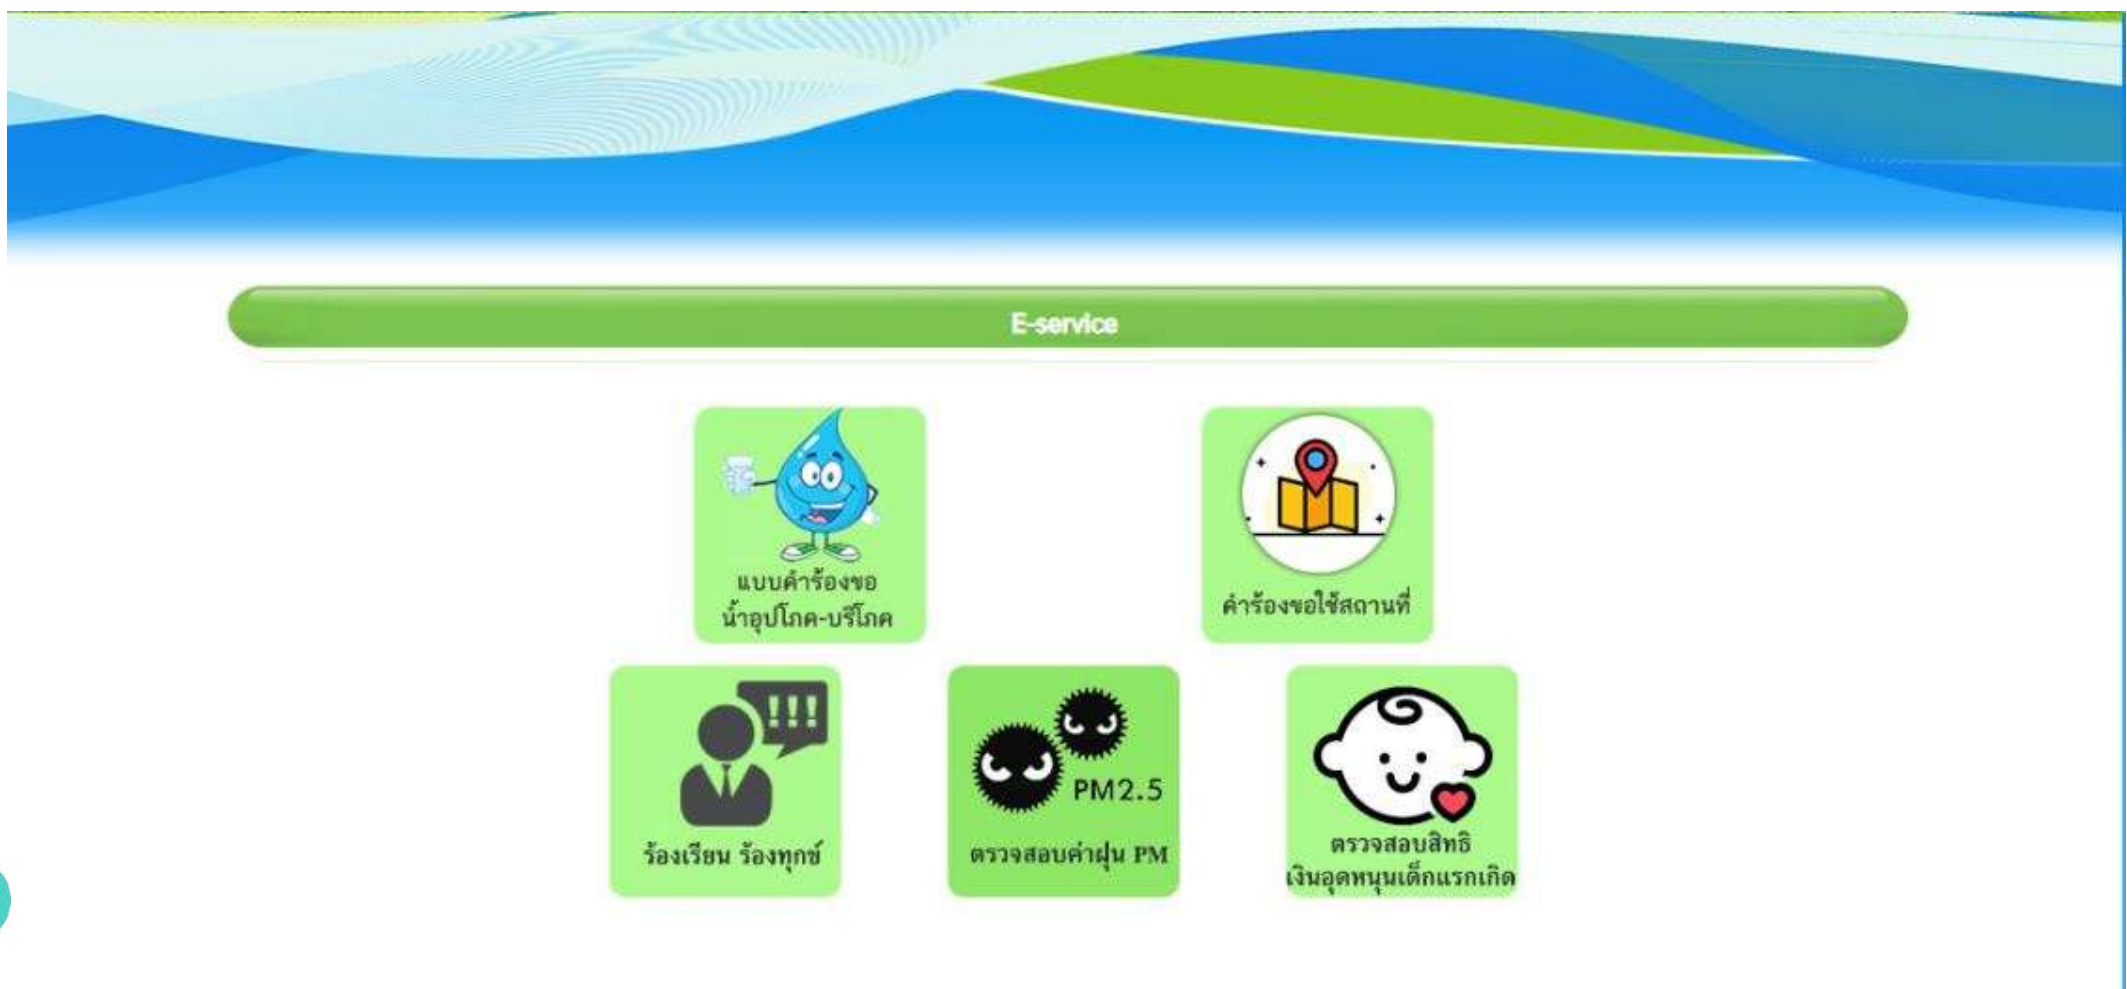 E-service
แบบคำร้องขอ
น้ำอุปโภค-บริโภค
คำร้องขอใช้สถานที่
!!!
ร้องเรียน ร้องทุกข์
PM2.5
ตรวจสอบค่าฝุ่น PM
ตรวจสอบสิทธิ
เงินอุดหนุนเด็กแรกเกิด